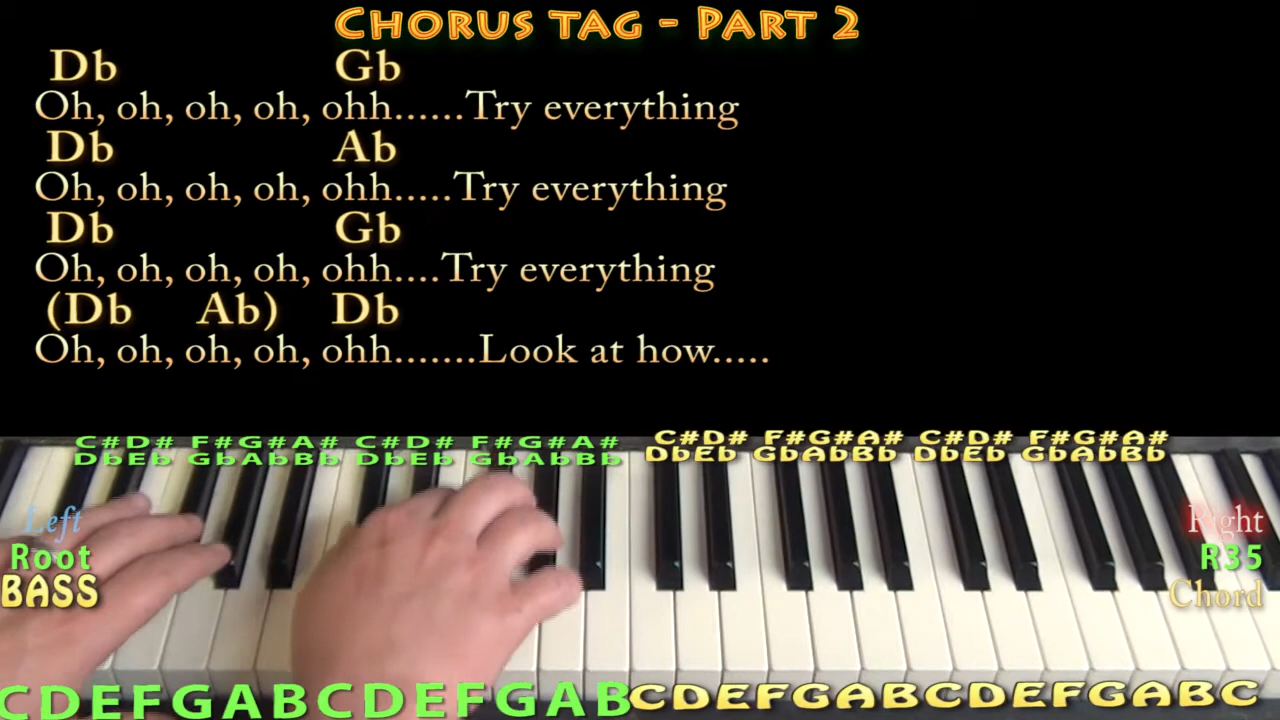 CHORUS TAG - PART 2
Db Gb
Oh, oh, oh, oh, ohh......Try everything
Db Ab
Oh, oh, oh, oh, ohh.....Try everything
Db Gb
Oh, oh, oh, oh, ohh....Try everything
(Db Ab) Db
Oh, oh, oh, oh, ohh.......Look at how.....
C#D# F#G#A# C#D# F#G#A# C#D# F#G#A# C#D# F#G#A#
DbEb GbAbBb DbEb GbAbBb DbEb GbAbBb DbEb GbAbBb
Left
Root
BASS
Right
R35
Chord
CDEFGABCDEFGABCDEFGABCDEFGABC